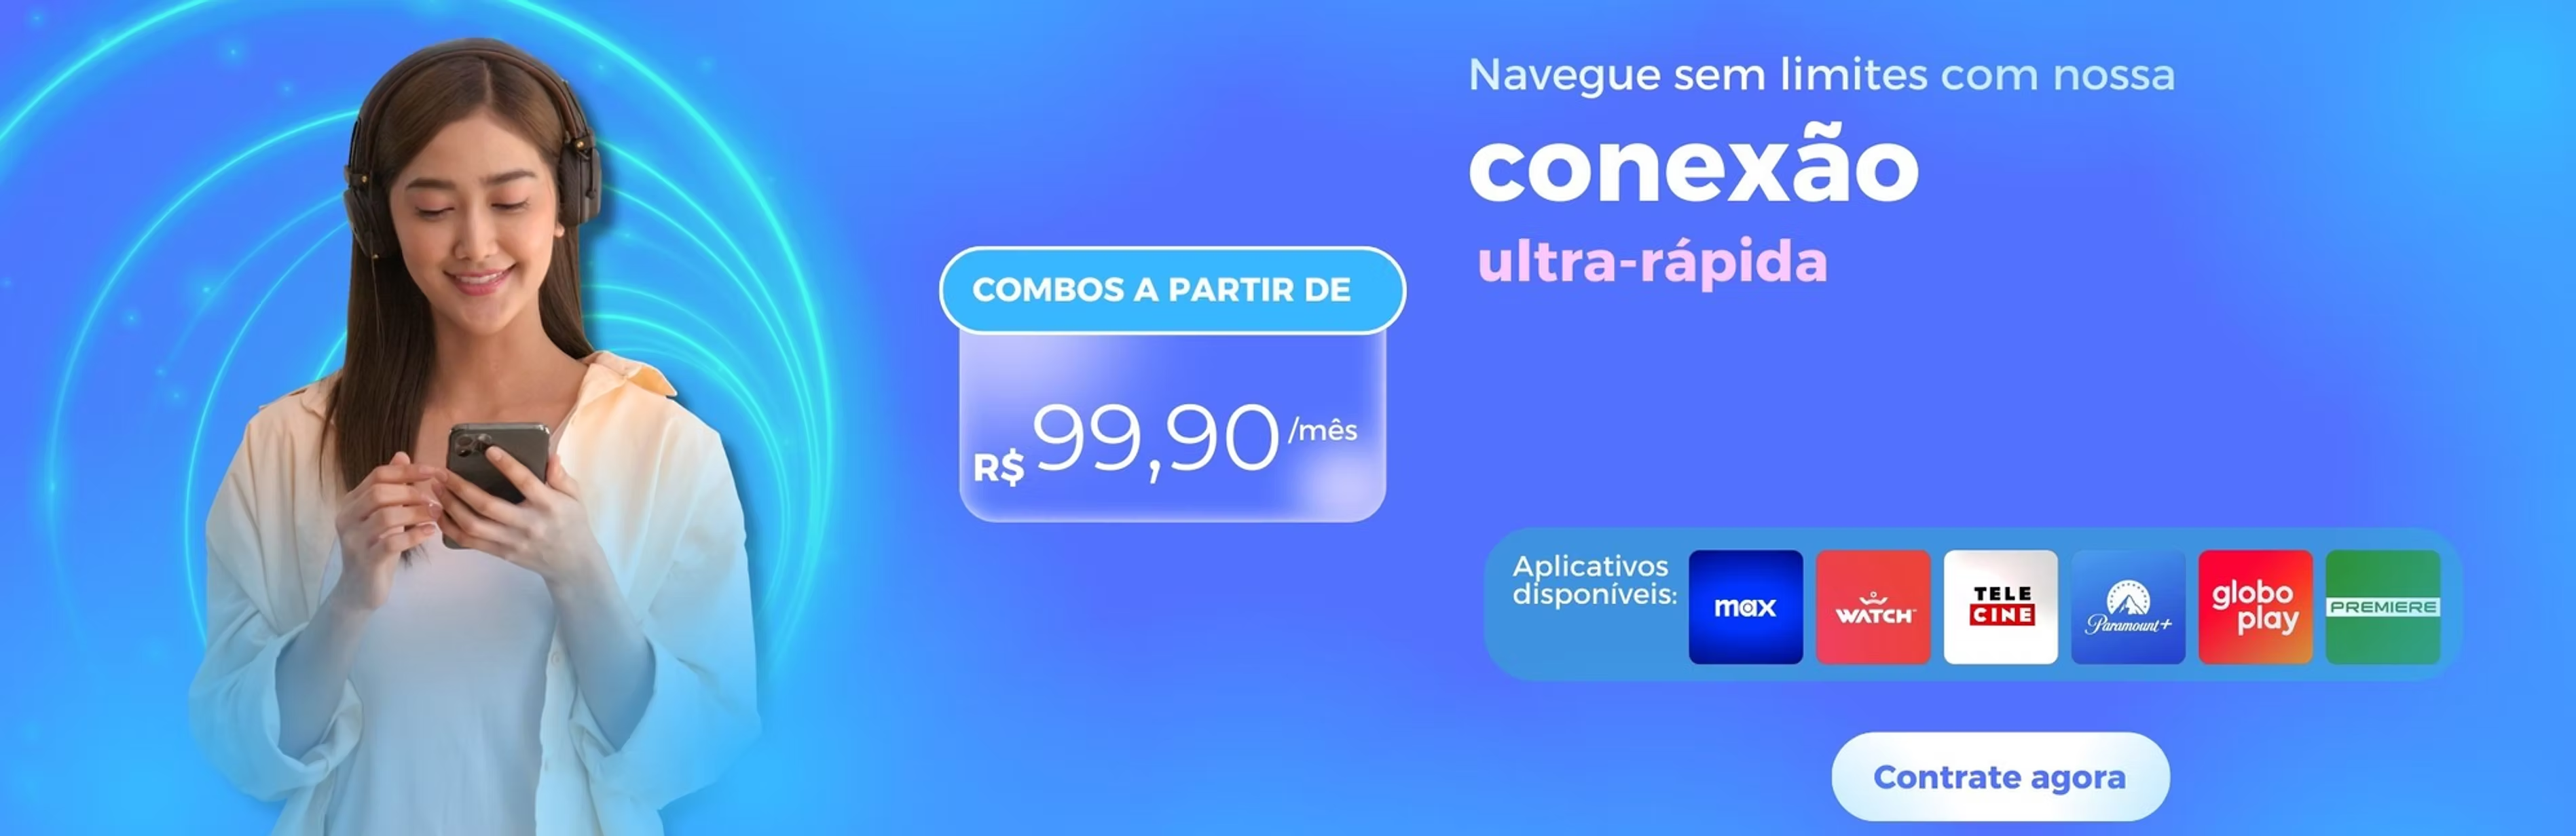 Navegue sem limites com nossa
conexão
ultra-rápida
COMBOS A PARTIR DE
R$ 99,90 /mês
Aplicativos
disponíveis:
max
WATCH
TELE
CINE
Paramount+
globo
play
PREMIERE
Contrate agora